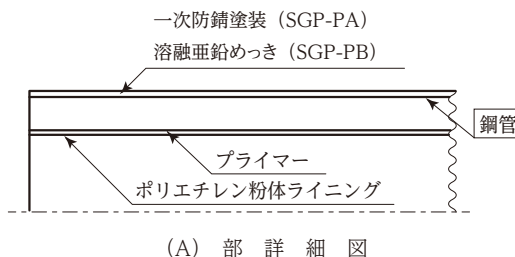 一次防錆塗装（SGP-PA）
溶融亜鉛めっき（SGP-PB）
鋼管
プライマー
ポリエチレン粉体ライニング
(A) 部 詳 細 図